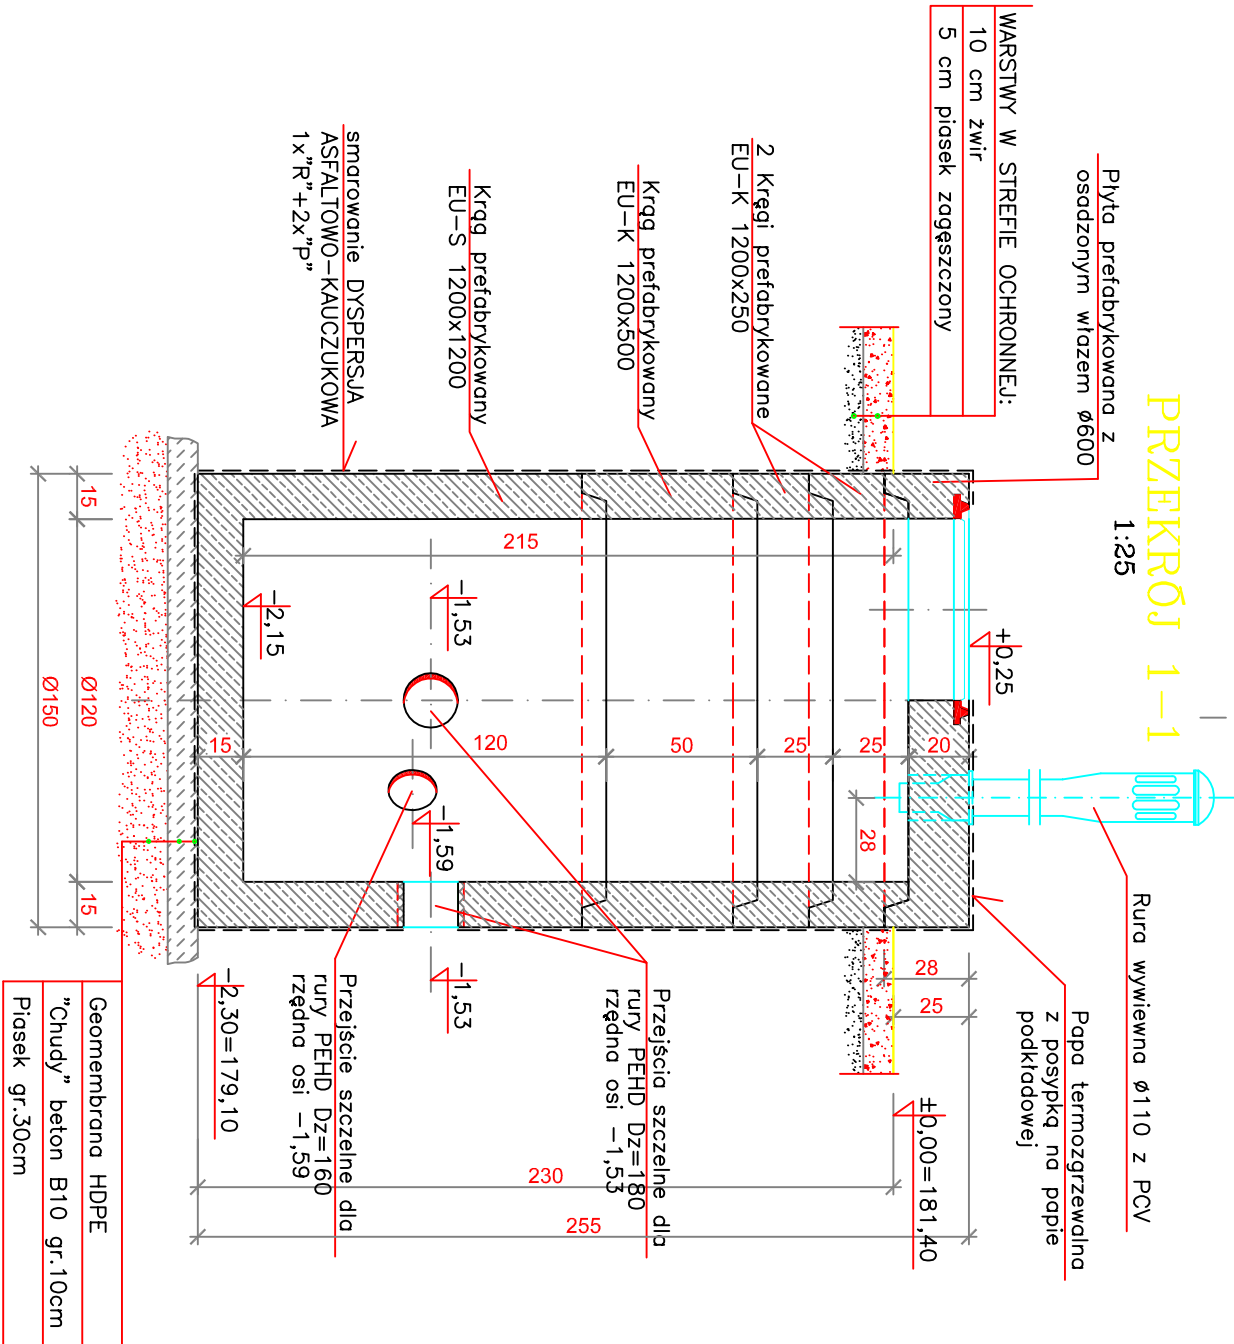 PRZEKRÓJ 1-1
1:25
Płyta prefabrykowana z
osadzonym włazem ø600
WARSTWY W STREFIE OCHRONNEJ:
10 cm żwir
5 cm piasek zagęszczony
2 Kręgi prefabrykowane
EU-K 1200x250
Krąg prefabrykowany
EU-K 1200x500
Krąg prefabrykowany
EU-S 1200x1200
smarowanie DYSPERSJA
ASFALTOWO-KAUCZUKOWA
1x"R"+2x"P"
+0,25
Rura wywiewna ø110 z PCV
Papa termozgrzewalna
z posypką na papie
podkładowej
±0,00=181,40
Przejścia szczelne dla
rury PEHD Dz=180
rzędna osi -1,53
Przejście szczelne dla
rury PEHD Dz=160
rzędna osi -1,59
-1,53
-1,59
-1,53
-2,15
-2,30=179,10
215
20
25
25
50
120
15
28
28
25
230
255
15
Ø120
15
Ø150
Geomembrana HDPE
"Chudy" beton B10 gr.10cm
Piasek gr.30cm